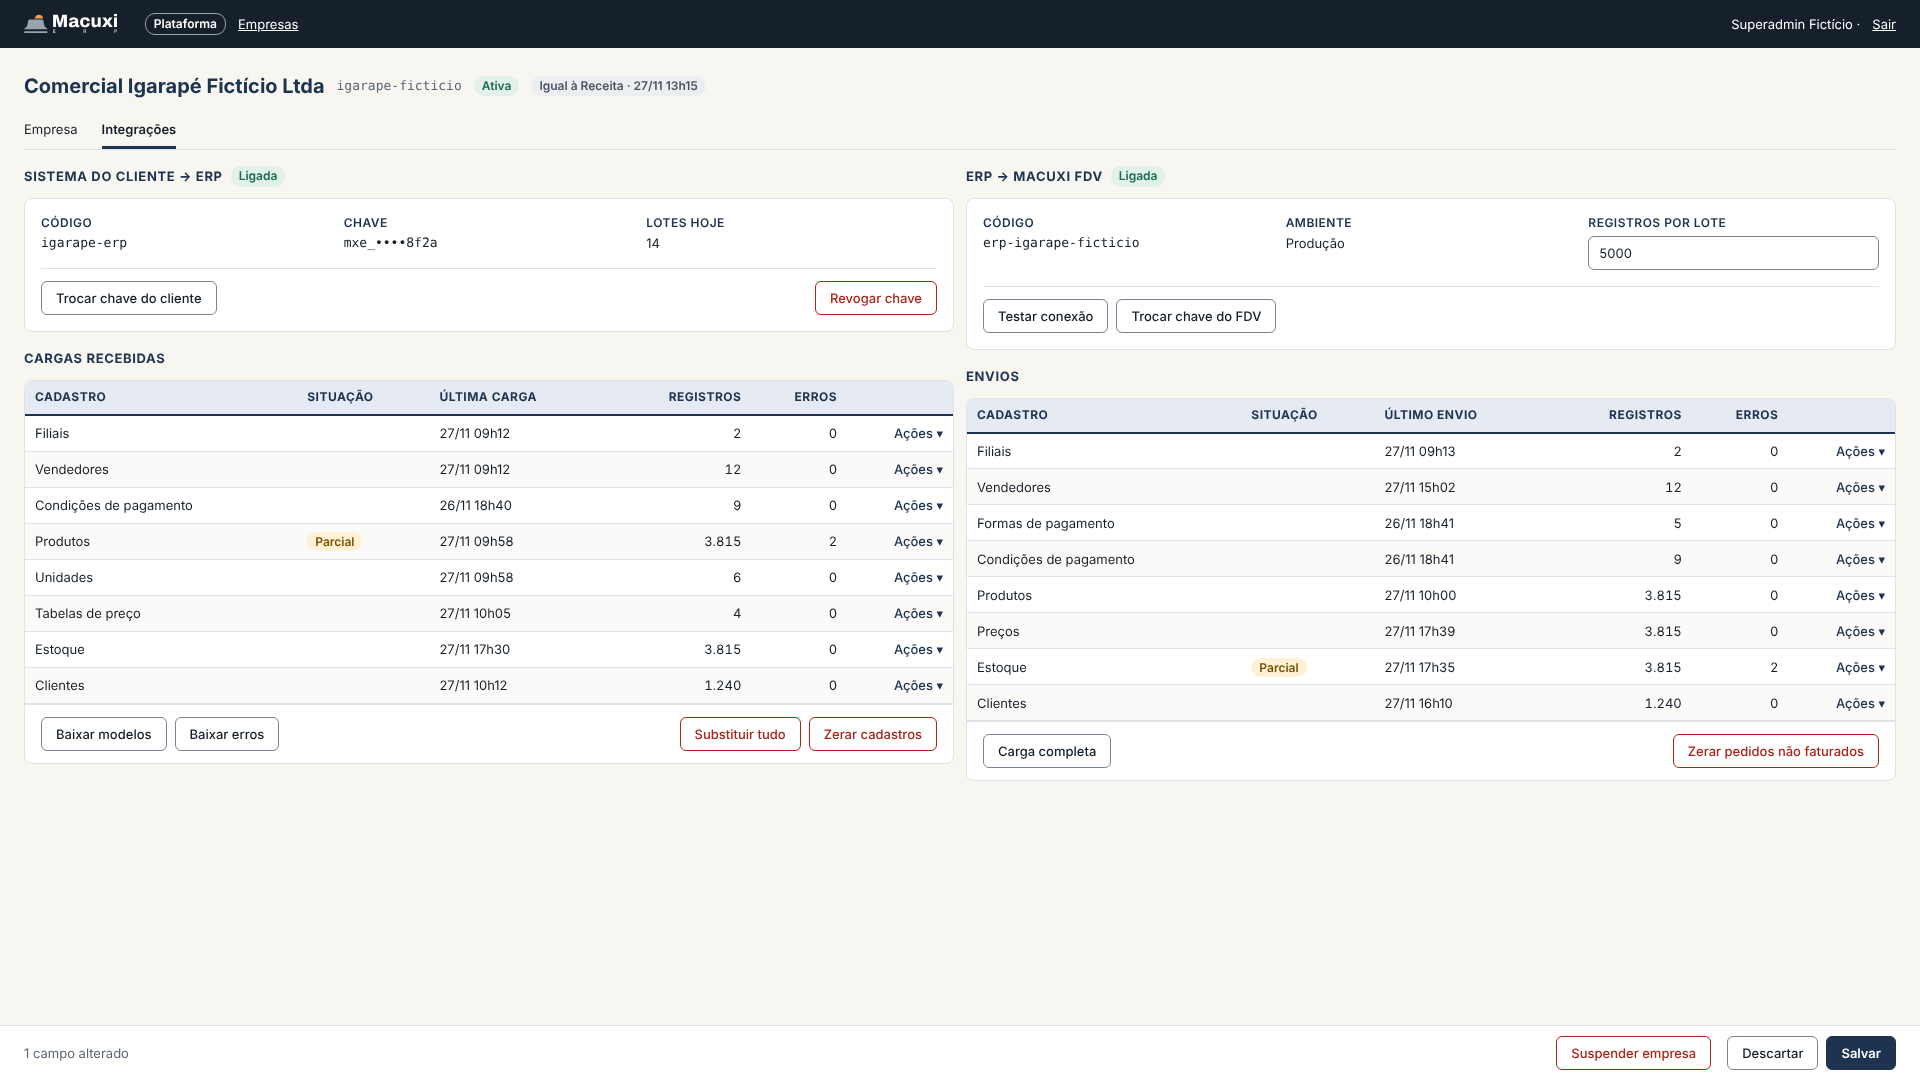 Macuxi
E R P
Plataforma
Empresas
Superadmin Fictício ·
Sair
Comercial Igarapé Fictício Ltda
igarape-ficticio
Ativa
Igual à Receita · 27/11 13h15
Empresa
Integrações
SISTEMA DO CLIENTE → ERP
Ligada
CÓDIGO
igarape-erp
CHAVE
mxe_••••8f2a
LOTES HOJE
14
Trocar chave do cliente
Revogar chave
CARGAS RECEBIDAS
CADASTRO SITUAÇÃO ÚLTIMA CARGA REGISTROS ERROS
Filiais 27/11 09h12 2 0 Ações ▾
Vendedores 27/11 09h12 12 0 Ações ▾
Condições de pagamento 26/11 18h40 9 0 Ações ▾
Produtos Parcial 27/11 09h58 3.815 2 Ações ▾
Unidades 27/11 09h58 6 0 Ações ▾
Tabelas de preço 27/11 10h05 4 0 Ações ▾
Estoque 27/11 17h30 3.815 0 Ações ▾
Clientes 27/11 10h12 1.240 0 Ações ▾
Baixar modelos
Baixar erros
Substituir tudo
Zerar cadastros
ERP → MACUXI FDV
Ligada
CÓDIGO
erp-igarape-ficticio
AMBIENTE
Produção
REGISTROS POR LOTE
5000
Testar conexão
Trocar chave do FDV
ENVIOS
CADASTRO SITUAÇÃO ÚLTIMO ENVIO REGISTROS ERROS
Filiais 27/11 09h13 2 0 Ações ▾
Vendedores 27/11 15h02 12 0 Ações ▾
Formas de pagamento 26/11 18h41 5 0 Ações ▾
Condições de pagamento 26/11 18h41 9 0 Ações ▾
Produtos 27/11 10h00 3.815 0 Ações ▾
Preços 27/11 17h39 3.815 0 Ações ▾
Estoque Parcial 27/11 17h35 3.815 2 Ações ▾
Clientes 27/11 16h10 1.240 0 Ações ▾
Carga completa
Zerar pedidos não faturados
1 campo alterado
Suspender empresa
Descartar
Salvar